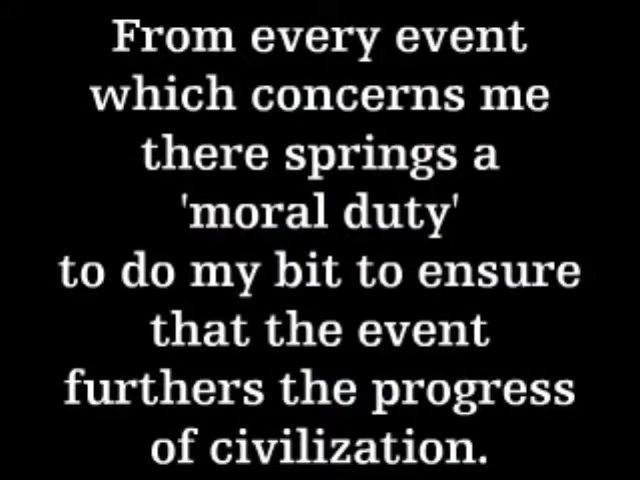 From every event
which concerns me
there springs a
'moral duty'
to do my bit to ensure
that the event
furthers the progress
of civilization.